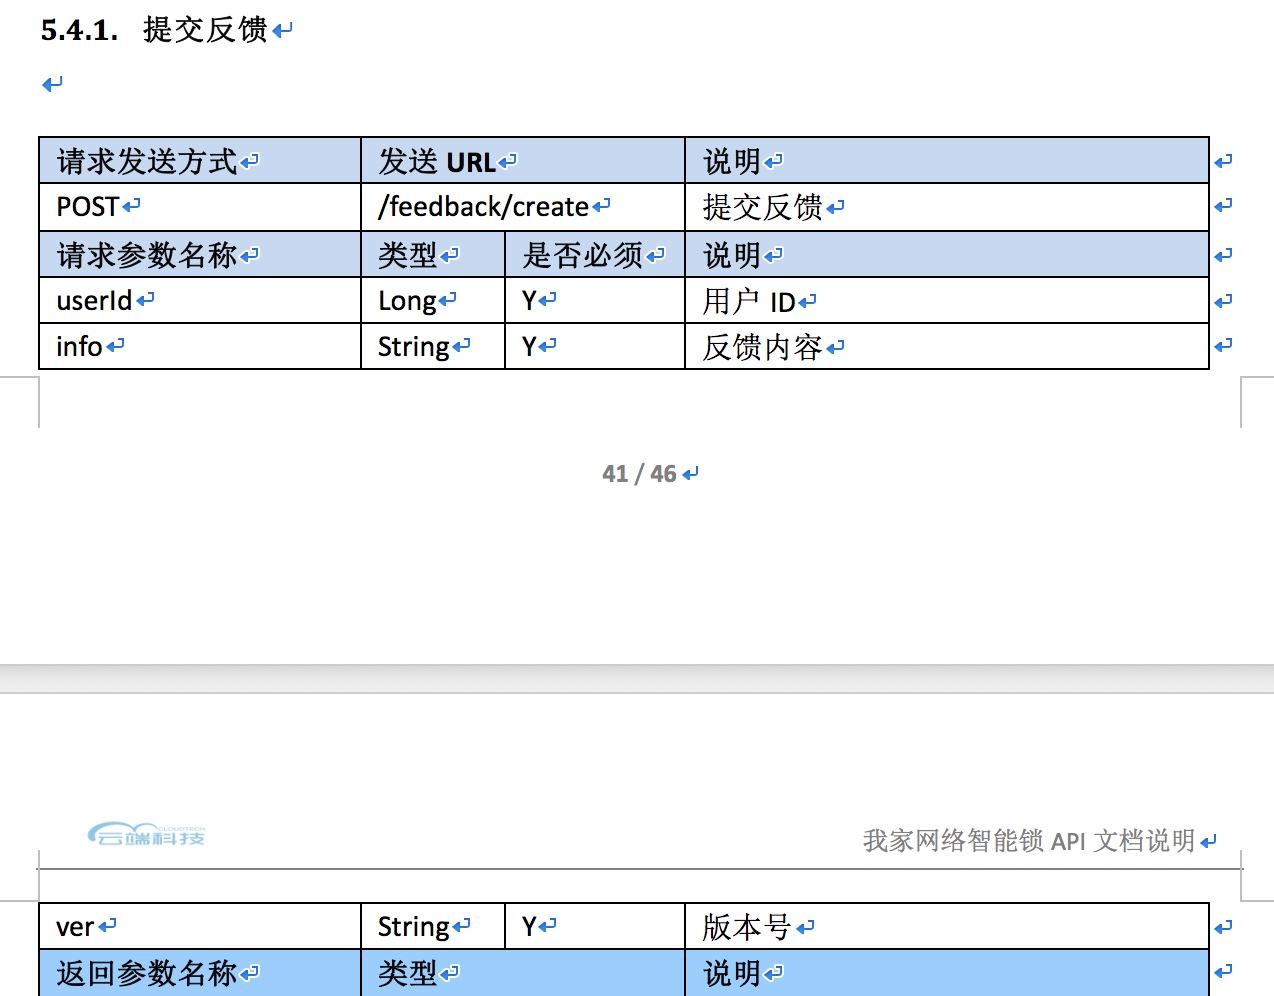 5.4.1. 提交反馈
请求发送方式 发送 URL 说明
POST /feedback/create 提交反馈
请求参数名称 类型 是否必须 说明
userId Long Y 用户 ID
info String Y 反馈内容
41 / 46
CLOUDTECH
云端科技
我家网络智能锁 API 文档说明
ver String Y 版本号
返回参数名称 类型 说明